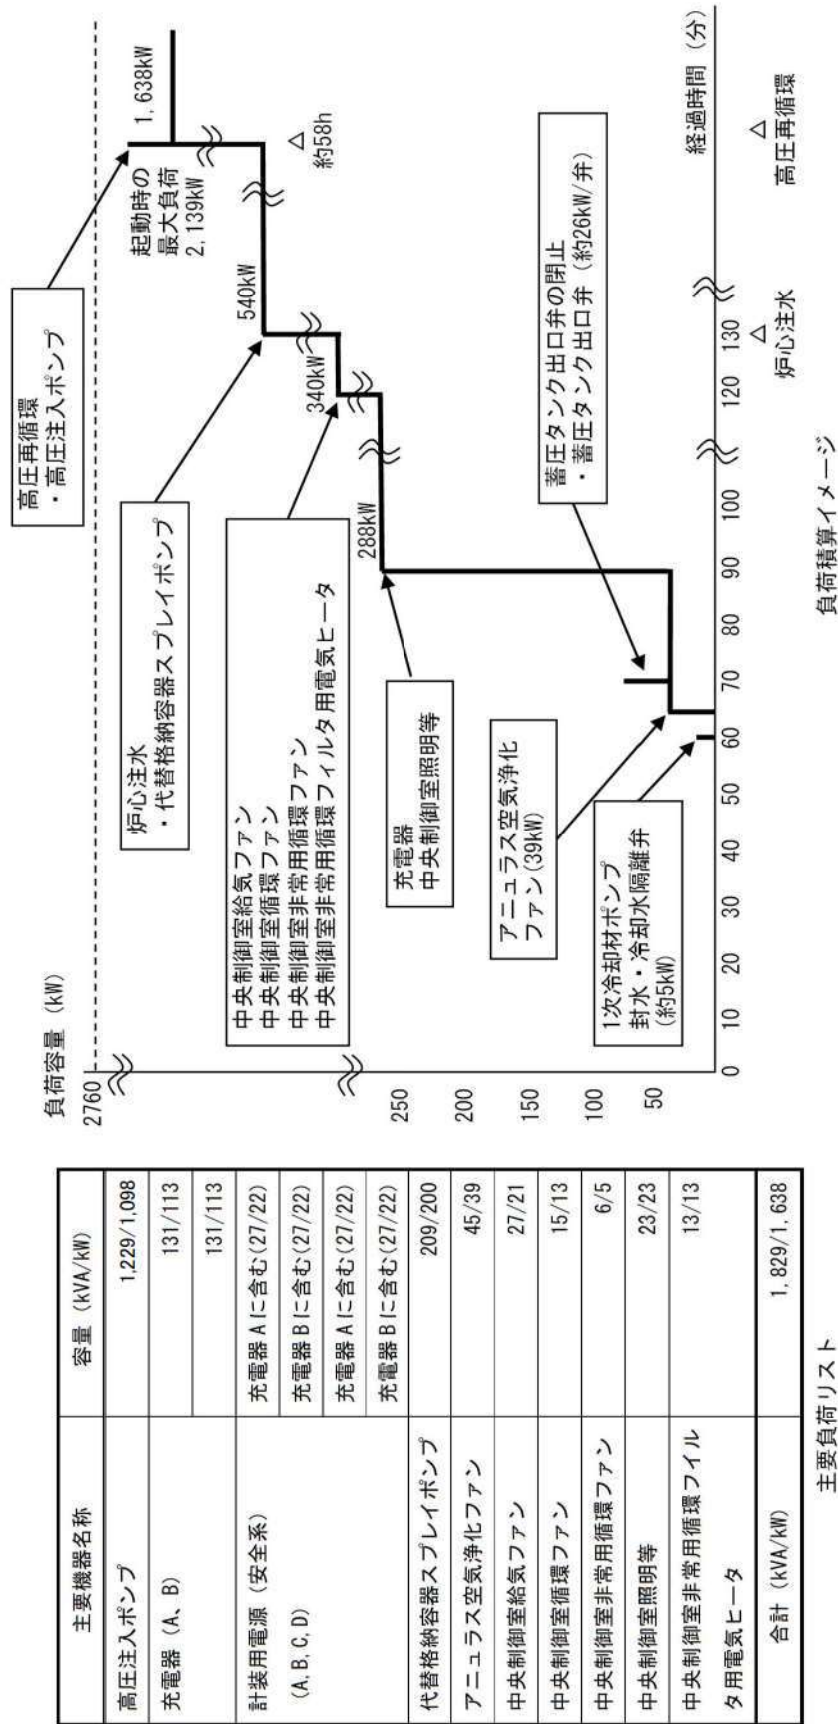 主要機器名称 容量 (kVA/kW)
高圧注入ポンプ 1,229/1,098
充電器 (A、B) 131/113
131/113
計装用電源 (安全系) 充電器Aに含む(27/22)
(A,B,C,D) 充電器Bに含む(27/22)
充電器Aに含む(27/22)
充電器Bに含む(27/22)
代替格納容器スプレイポンプ 209/200
アニュラス空気浄化ファン 45/39
中央制御室給気ファン 27/21
中央制御室循環ファン 15/13
中央制御室非常用循環ファン 6/5
中央制御室照明等 23/23
中央制御室非常用循環フィル 13/13
タ用電気ヒータ
合計 (kVA/kW) 1,829/1,638
主要負荷リスト
負荷容量 (kW)
2760
250
200
150
100
50
0 10 20 30 40 50 60 70 80 90 100 120 130
経過時間 (分)
高圧再循環
・高圧注入ポンプ
起動時の
最大負荷
2,139kW
1,638kW
約58h
炉心注水
・代替格納容器スプレイポンプ
540kW
340kW
中央制御室給気ファン
中央制御室循環ファン
中央制御室非常用循環ファン
中央制御室非常用循環フィルタ用電気ヒータ
288kW
充電器
中央制御室照明等
アニュラス空気浄化
ファン(39kW)
蓄圧タンク出口弁の閉止
・蓄圧タンク出口弁 (約26kW/弁)
1次冷却材ポンプ
封水・冷却水隔離弁
(約5kW)
炉心注水
高圧再循環
負荷積算イメージ